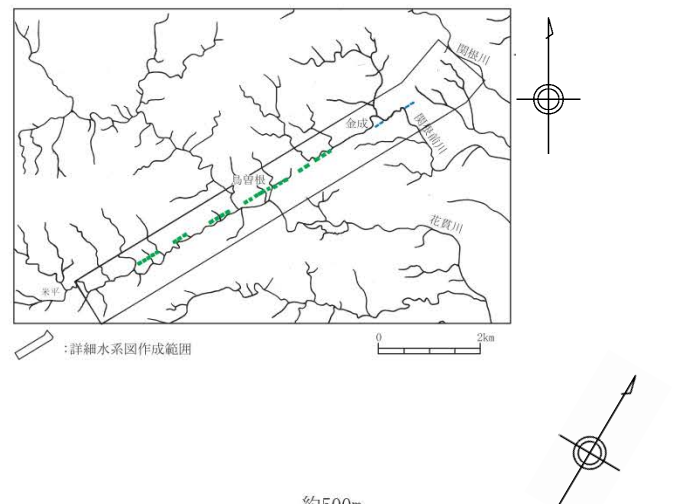 関根川
金成
関根前川
鳥曽根
花貫川
米平
:詳細水系図作成範囲
0 2km
約500m